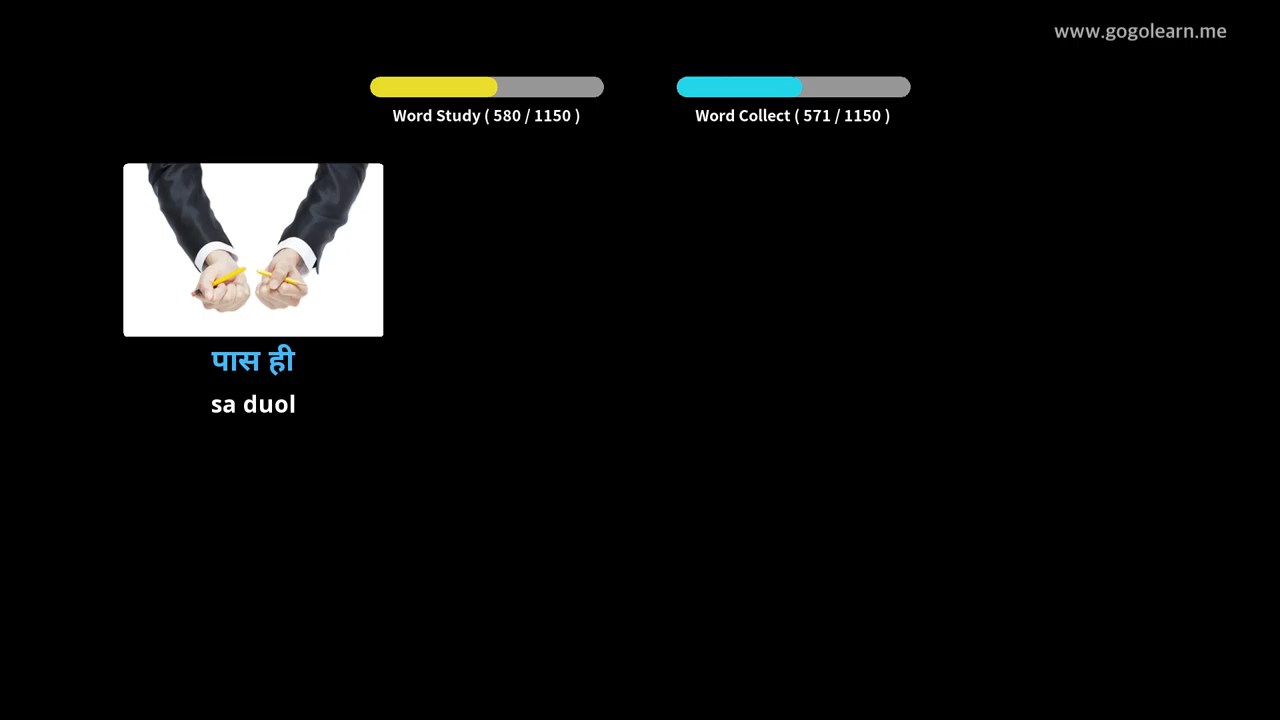 www.gogolearn.me
Word Study ( 580 / 1150 )
Word Collect ( 571 / 1150 )
पास ही
sa duol